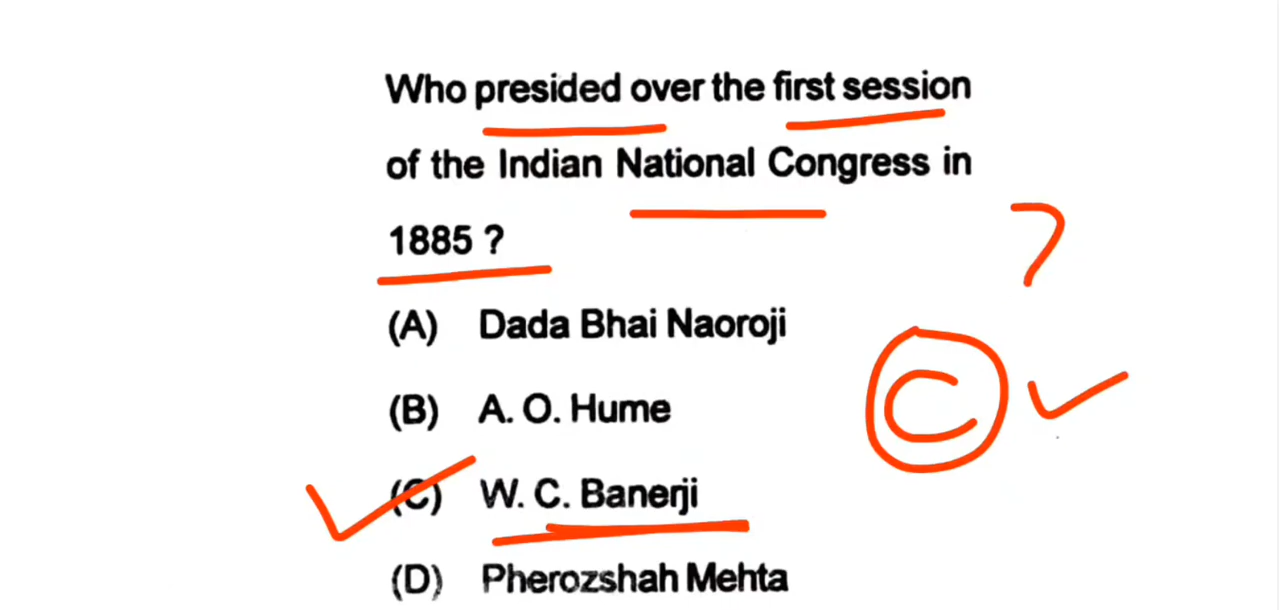 Who presided over the first session
of the Indian National Congress in
1885 ?
?
(A) Dada Bhai Naoroji
(B) A. O. Hume
C
(C) W. C. Banerji
(D) Pherozshah Mehta